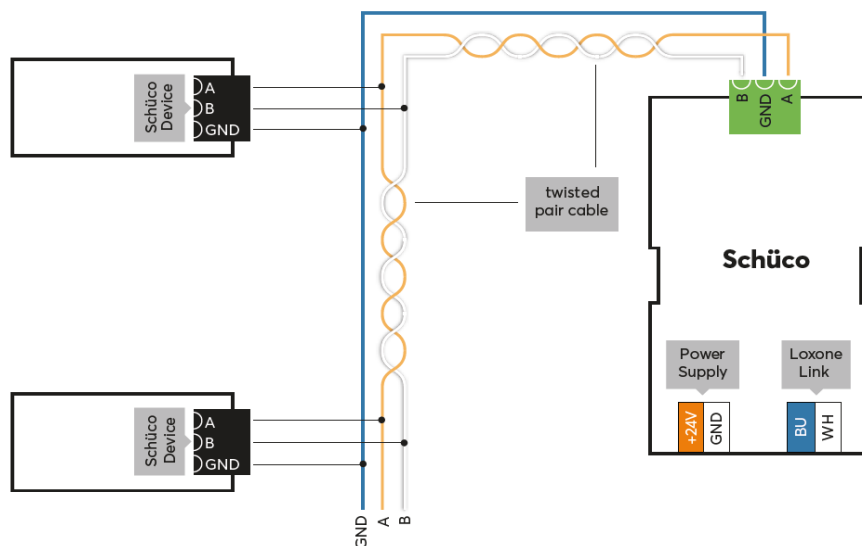 Schüco
Device
A
B
GND
twisted
pair cable
B
GND
A
Schüco
Power
Supply
Loxone
Link
+24V
GND
BU
WH
Schüco
Device
A
B
GND
GND
A
B